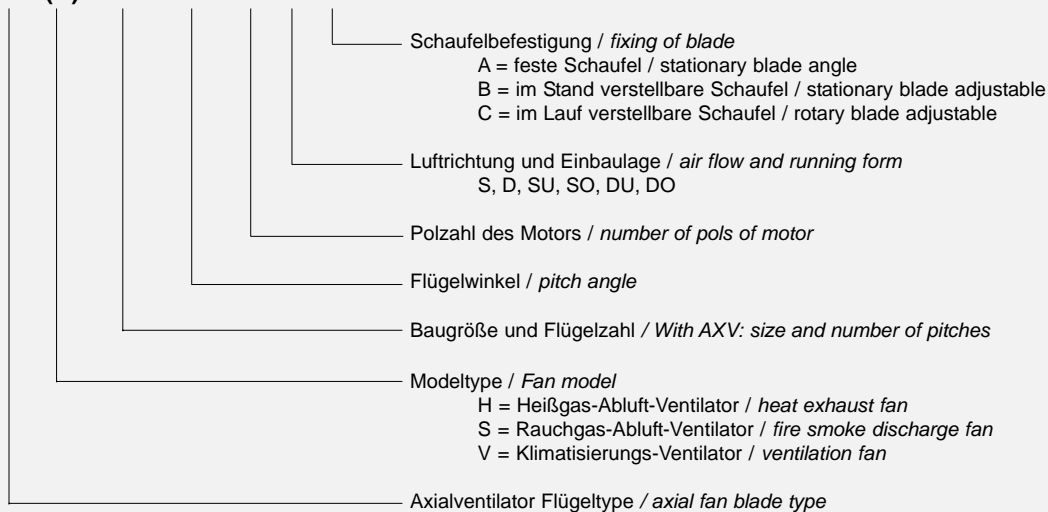 Schaufelbefestigung / fixing of blade
A = feste Schaufel / stationary blade angle
B = im Stand verstellbare Schaufel / stationary blade adjustable
C = im Lauf verstellbare Schaufel / rotary blade adjustable
Luftrichtung und Einbaulage / air flow and running form
S, D, SU, SO, DU, DO
Polzahl des Motors / number of pols of motor
Flügelwinkel / pitch angle
Baugröße und Flügelzahl / With AXV: size and number of pitches
Modeltype / Fan model
H = Heißgas-Abluft-Ventilator / heat exhaust fan
S = Rauchgas-Abluft-Ventilator / fire smoke discharge fan
V = Klimatisierungs-Ventilator / ventilation fan
Axialventilator Flügeltype / axial fan blade type